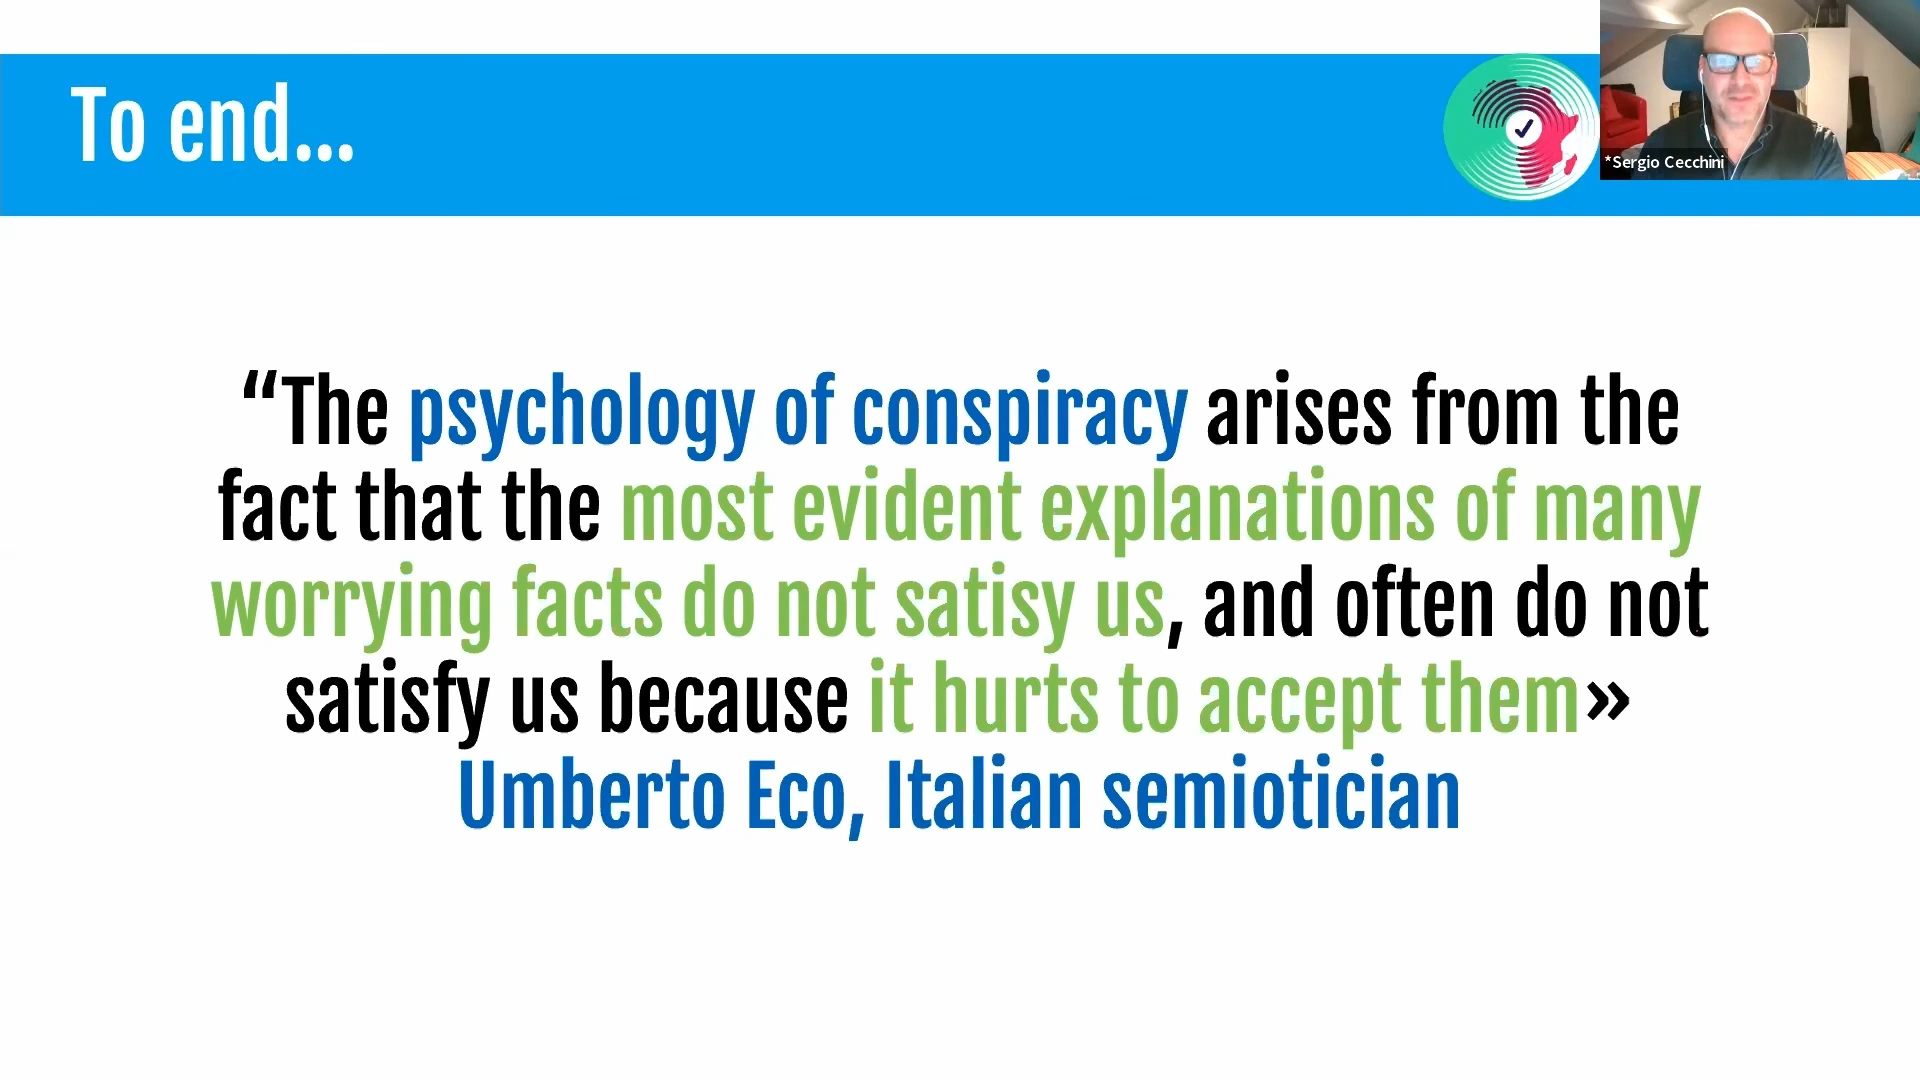 To end...
*Sergio Cecchini
“The psychology of conspiracy arises from the
fact that the most evident explanations of many
worrying facts do not satisy us, and often do not
satisfy us because it hurts to accept them»
Umberto Eco, Italian semiotician